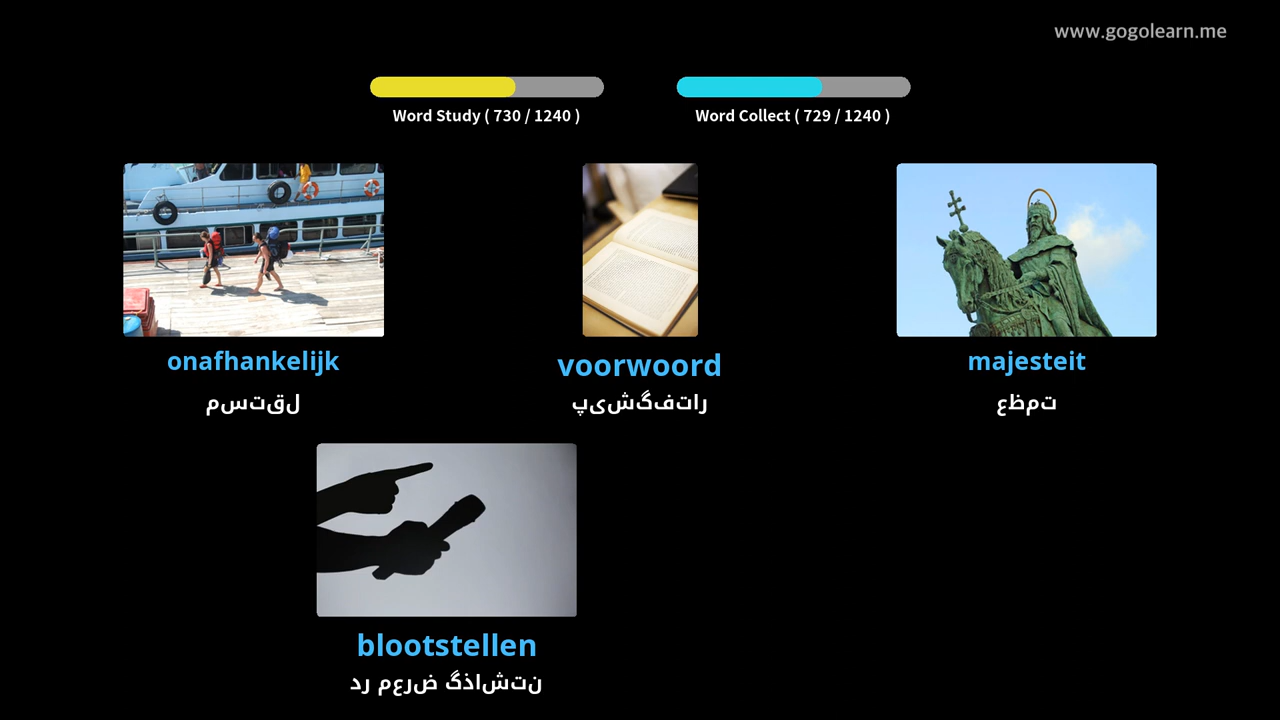 www.gogolearn.me
Word Study ( 730 / 1240 )
Word Collect ( 729 / 1240 )
onafhankelijk
مستقل
voorwoord
پیشگفتار
majesteit
عظمت
blootstellen
در معرض گذاشتن